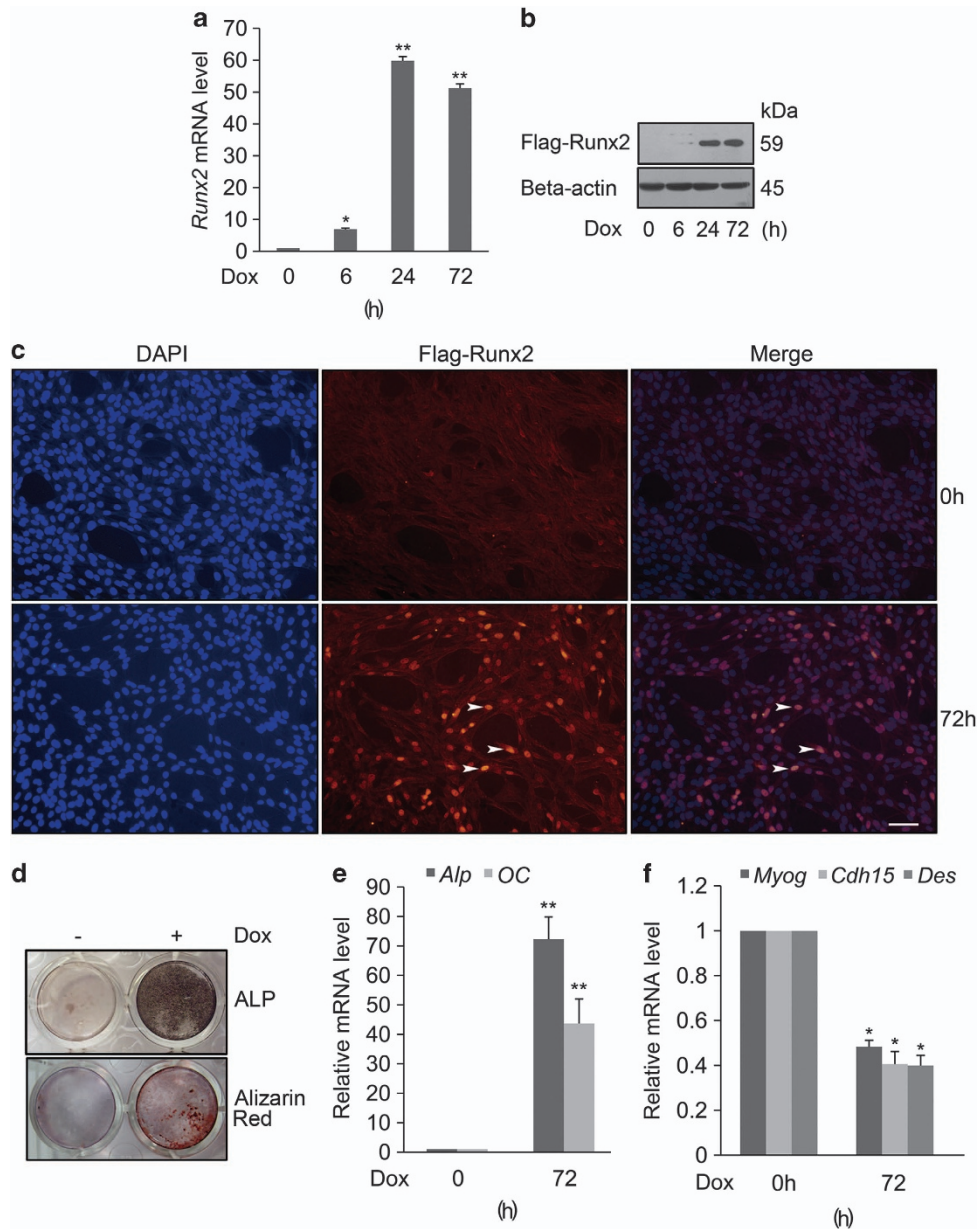 a
Runx2 mRNA level
70
60
50
40
30
20
10
0
*
**
**
Dox 0 6 24 72
(h)
b
kDa
Flag-Runx2 59
Beta-actin 45
Dox 0 6 24 72 (h)
c
DAPI Flag-Runx2 Merge
0h
72h
d
- + Dox
ALP
Alizarin
Red
e
Alp OC
Relative mRNA level
90
80
70
60
50
40
30
20
10
0
**
**
Dox 0 72
(h)
f
Myog Cdh15 Des
Relative mRNA level
1.2
1
0.8
0.6
0.4
0.2
0
* * *
Dox 0h 72
(h)